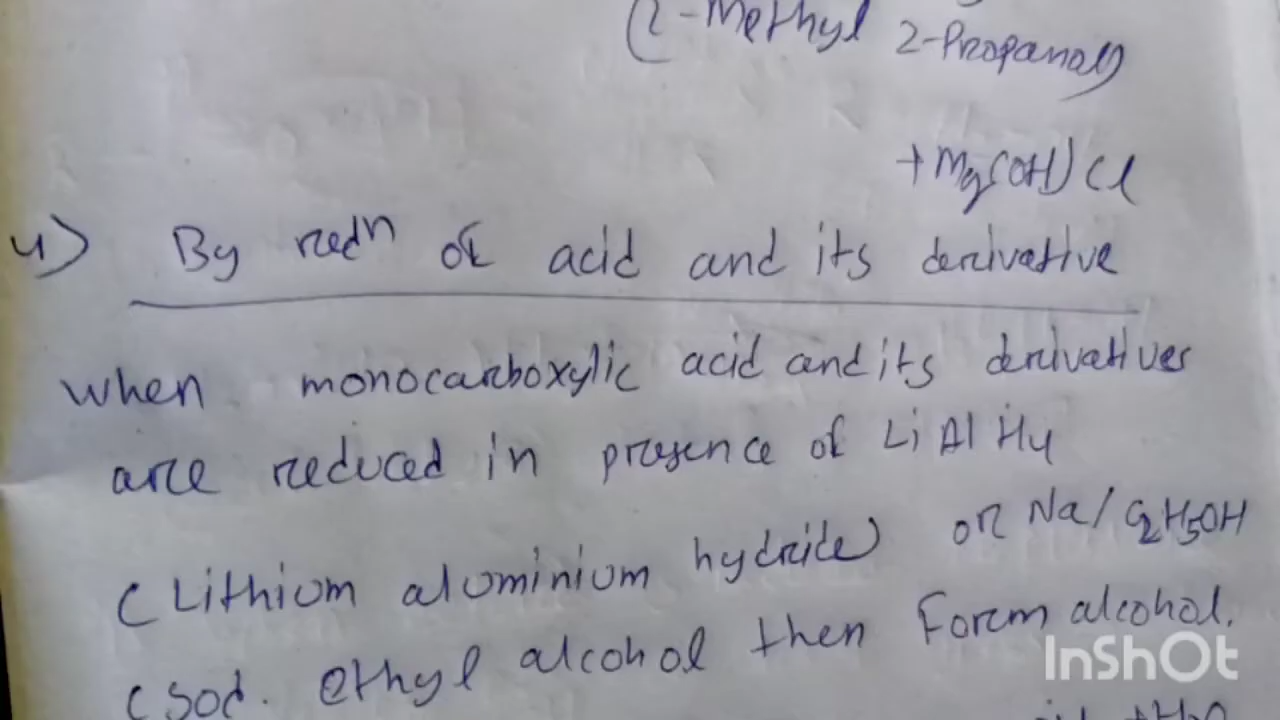 (2-Methyl 2-Propanol)
+ Mg(OH)Cl
4) By redn of acid and its derivative
When monocarboxylic acid and its derivatives
are reduced in presence of LiAlH4
(Lithium aluminium hydride) or Na/C2H5OH
(Sod. ethyl alcohol then Form alcohol.
InShOt